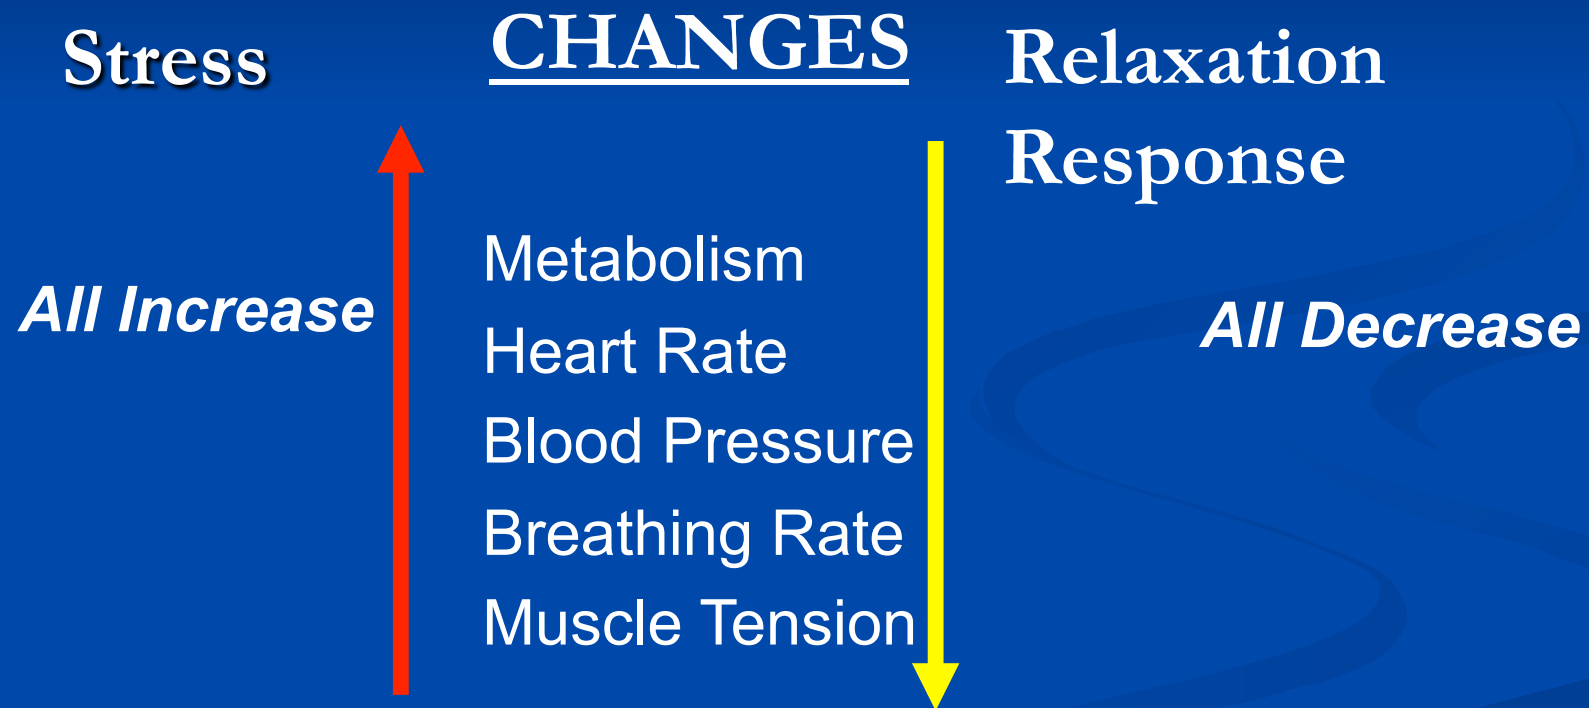 Stress
CHANGES
Relaxation
Response
All Increase
Metabolism
Heart Rate
Blood Pressure
Breathing Rate
Muscle Tension
All Decrease